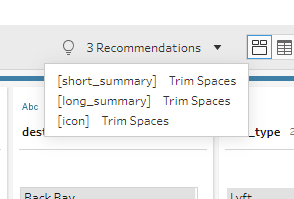 3 Recommendations
[short_summary] Trim Spaces
[long_summary] Trim Spaces
[icon] Trim Spaces
Abc
dest
_type
Back Bay
Lyft